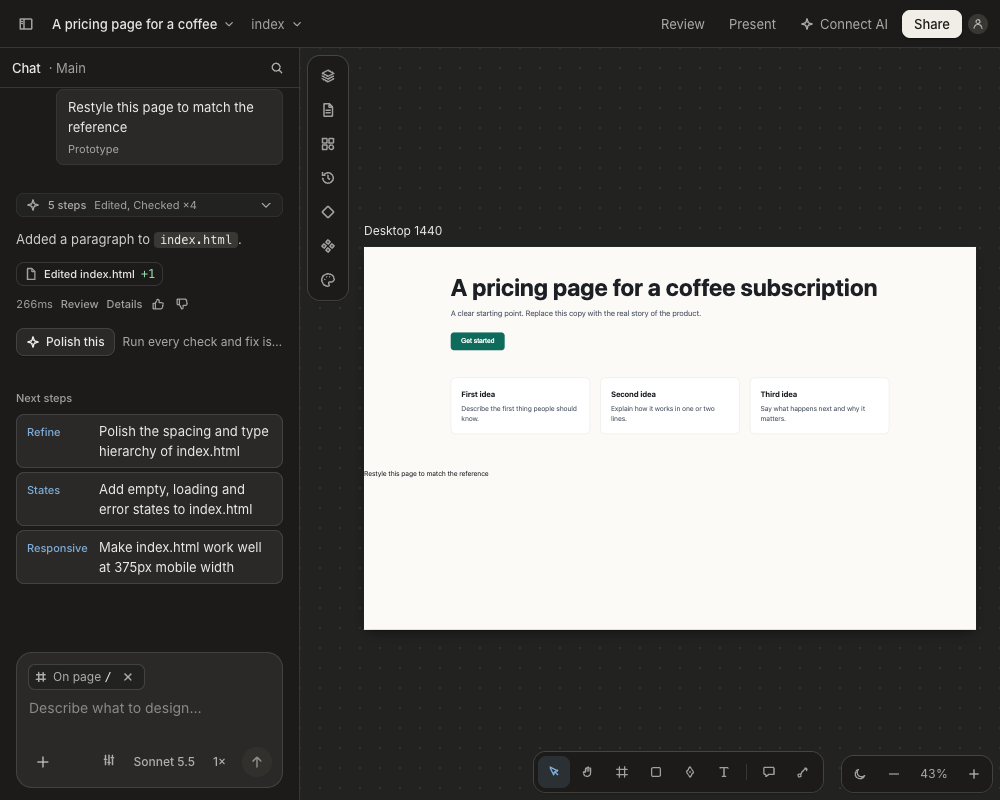 A pricing page for a coffee
index
Review
Present
Connect AI
Share
Chat · Main
Restyle this page to match the
reference
Prototype
5 steps Edited, Checked ×4
Added a paragraph to index.html.
Edited index.html +1
266ms Review Details
Polish this Run every check and fix is...
Next steps
Refine
Polish the spacing and type
hierarchy of index.html
States
Add empty, loading and
error states to index.html
Responsive
Make index.html work well
at 375px mobile width
On page /
Describe what to design...
Sonnet 5.5 1×
Desktop 1440
A pricing page for a coffee subscription
A clear starting point. Replace this copy with the real story of the product.
Get started
First idea
Describe the first thing people should
know.
Second idea
Explain how it works in one or two
lines.
Third idea
Say what happens next and why it
matters.
Restyle this page to match the reference
43%